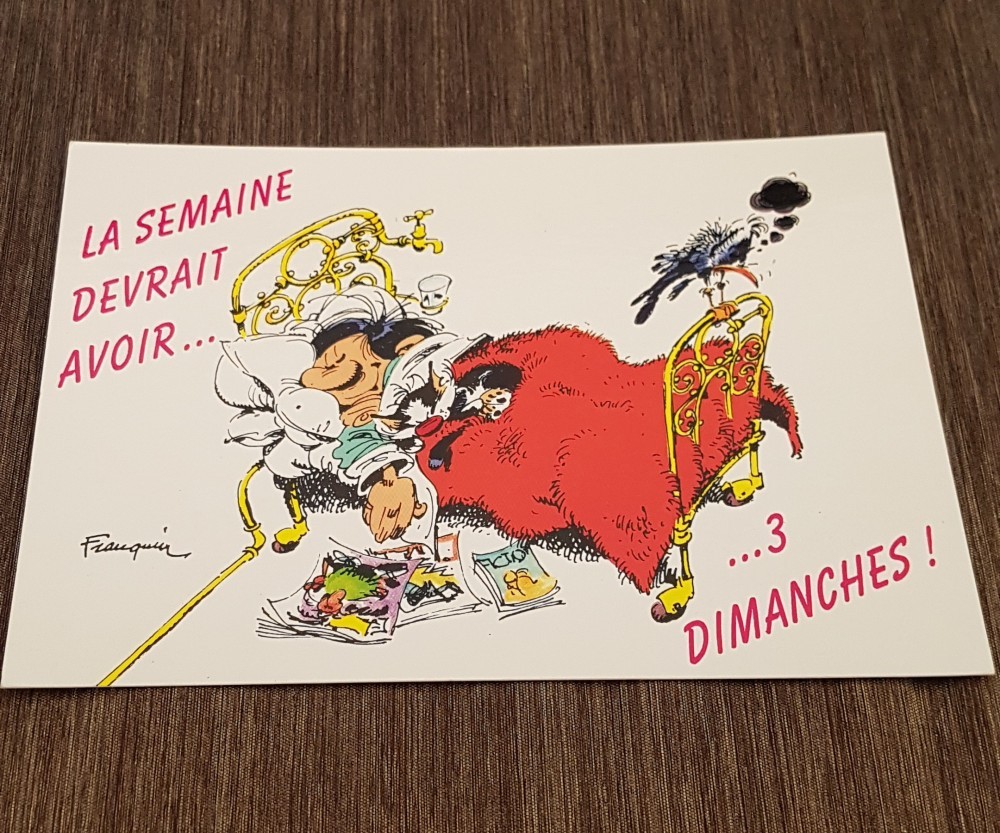 LA SEMAINE
DEVRAIT
AVOIR...
Franquin
...3
DIMANCHES !